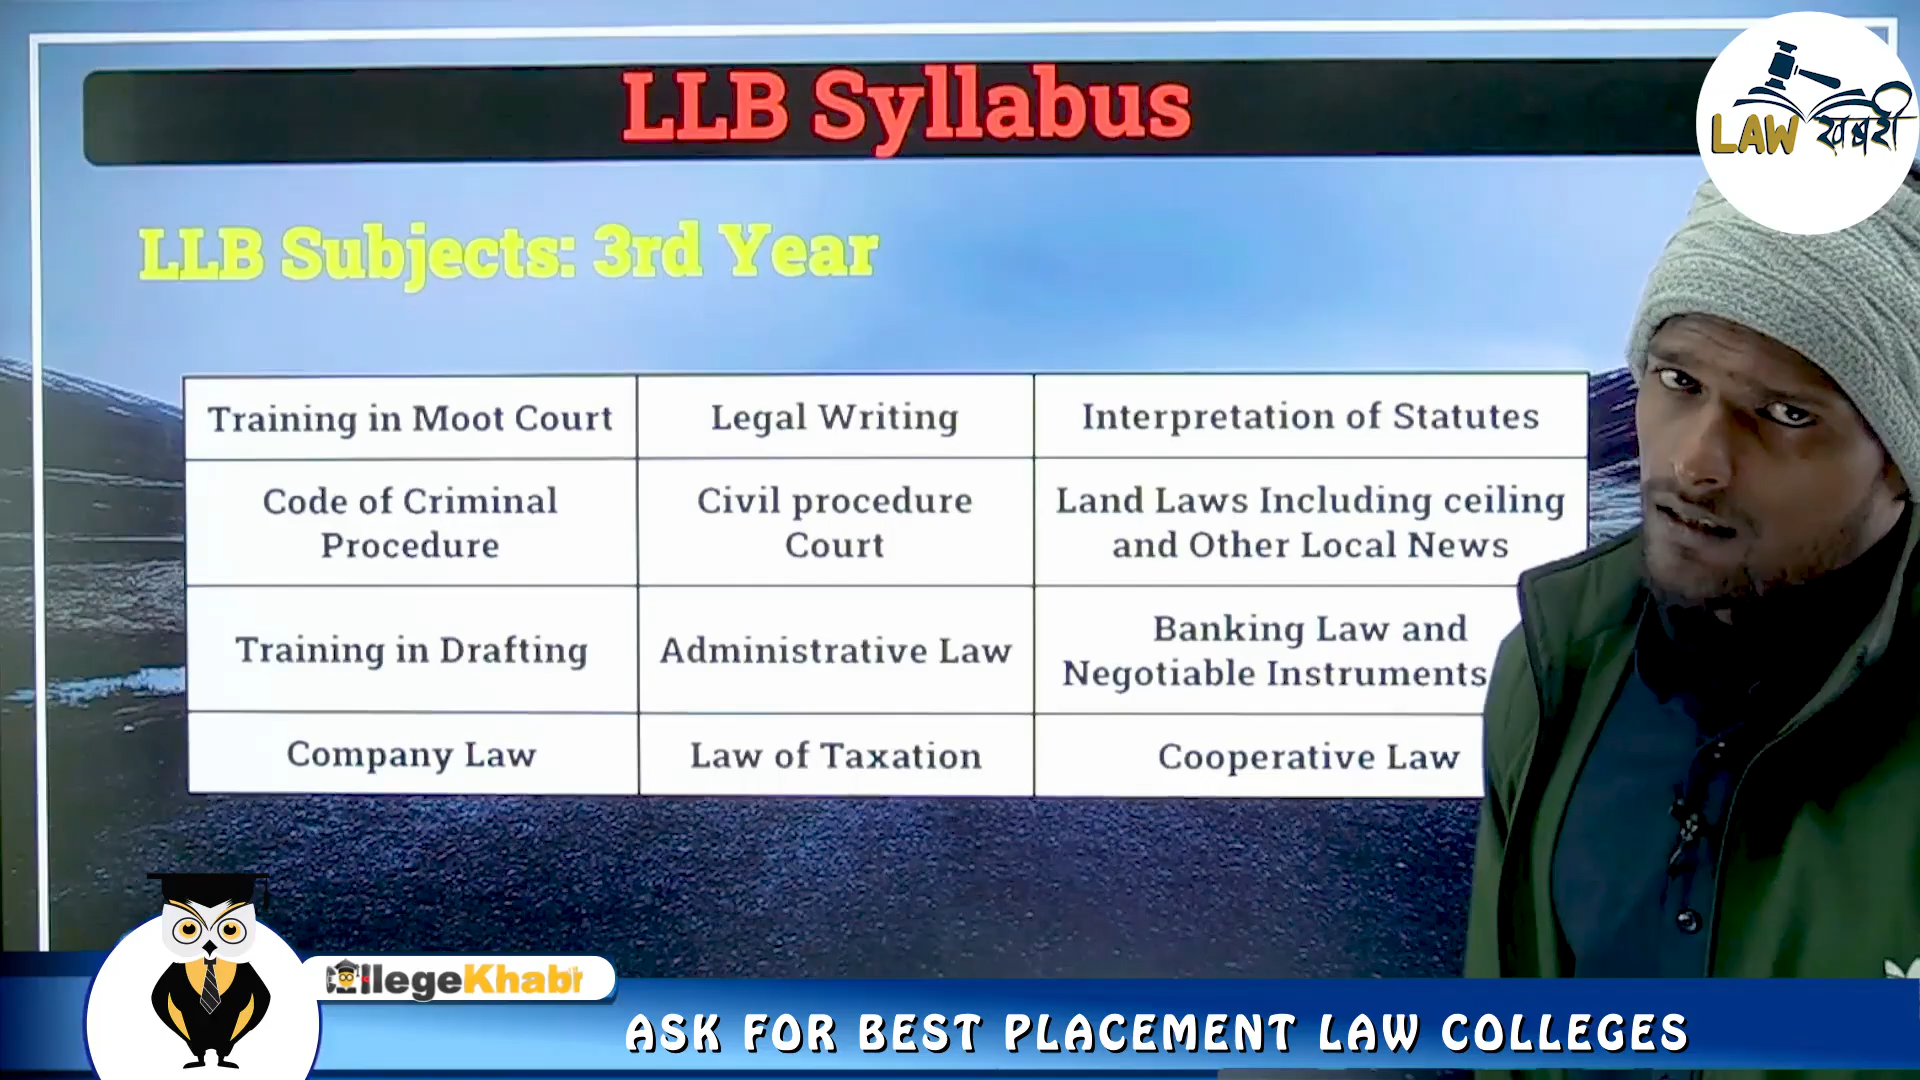 LLB Syllabus
LAW खबरी
LLB Subjects: 3rd Year
Training in Moot Court
Legal Writing
Interpretation of Statutes
Code of Criminal
Procedure
Civil procedure
Court
Land Laws Including ceiling
and Other Local News
Training in Drafting
Administrative Law
Banking Law and
Negotiable Instruments
Company Law
Law of Taxation
Cooperative Law
CollegeKhabri
ASK FOR BEST PLACEMENT LAW COLLEGES